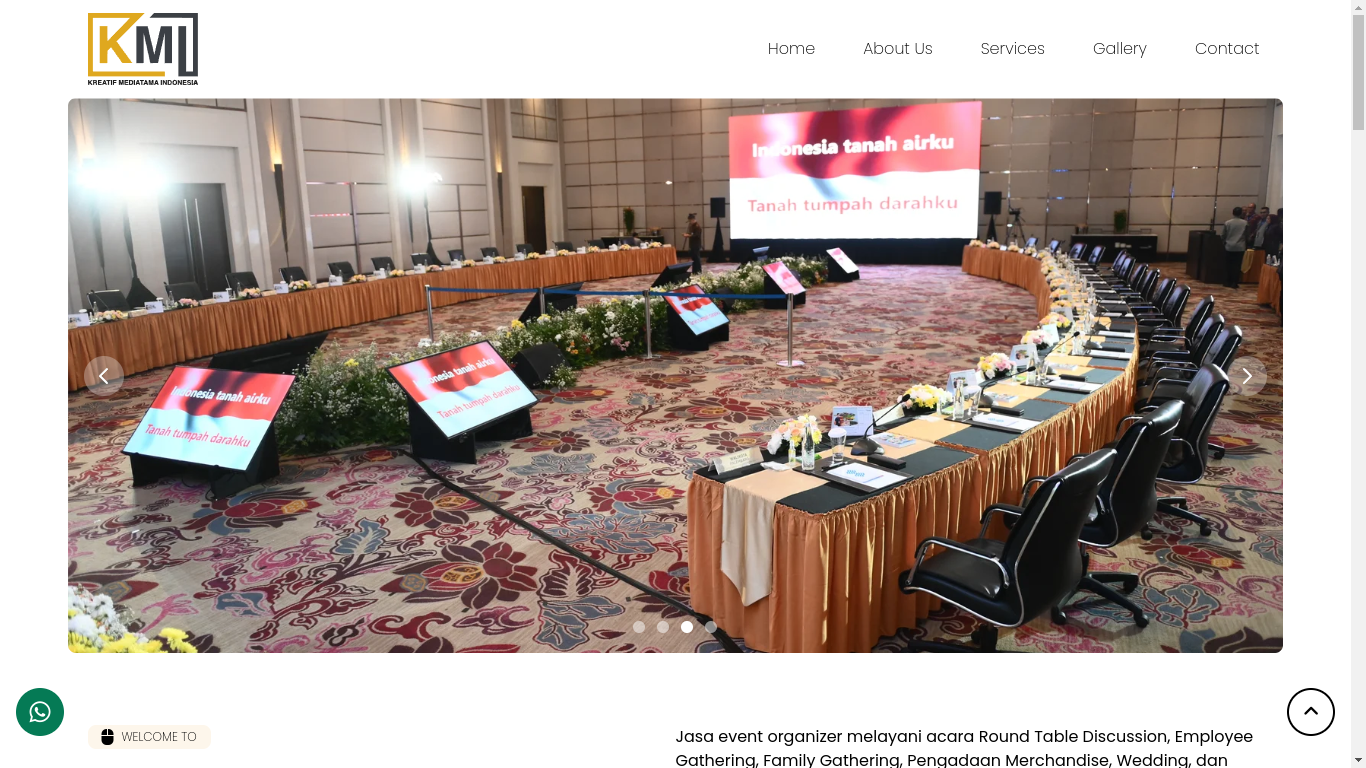 KMI
KREATIF MEDIATAMA INDONESIA
Home
About Us
Services
Gallery
Contact
Indonesia tanah airku
Tanah tumpah darahku
Indonesia tanah airku
Tanah tumpah darahku
Indonesia tanah airku
Tanah tumpah darahku
WELCOME TO
Jasa event organizer melayani acara Round Table Discussion, Employee
Gathering, Family Gathering, Pengadaan Merchandise, Wedding, dan